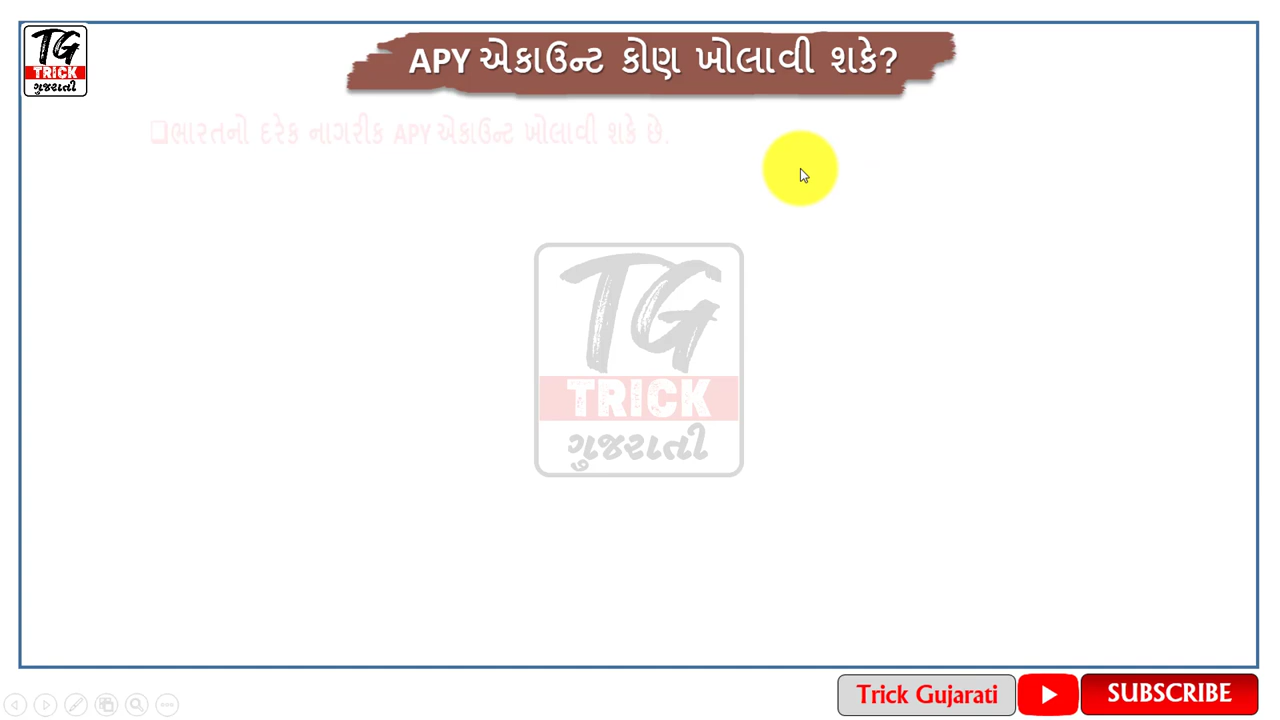 TG
TRICK
ગુજરાતી
APY એકાઉન્ટ કોણ ખોલાવી શકે?
❑ભારતનો દરેક નાગરીક APY એકાઉન્ટ ખોલાવી શકે છે.
TG
TRICK
ગુજરાતી
Trick Gujarati
SUBSCRIBE